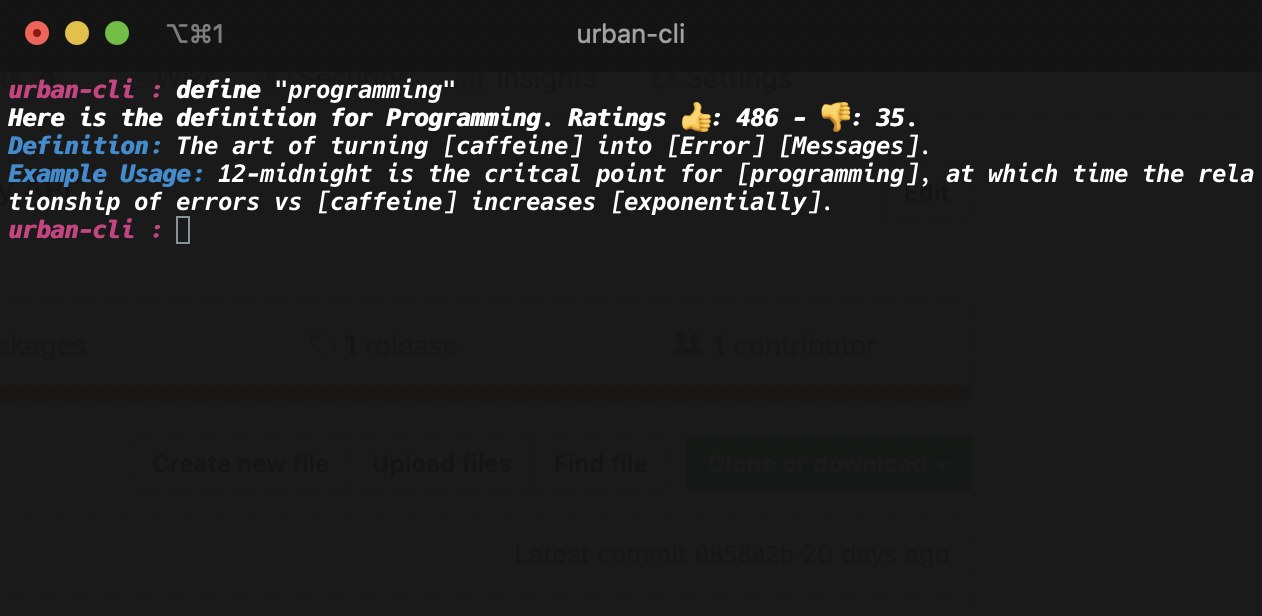 ⌥⌘1 urban-cli
Insights Settings
urban-cli : define "programming"
Here is the definition for Programming. Ratings 👍: 486 - 👎: 35.
Definition: The art of turning [caffeine] into [Error] [Messages].
Example Usage: 12-midnight is the critcal point for [programming], at which time the rela
tionship of errors vs [caffeine] increases [exponentially].
Edit
urban-cli :
ckages 1 release 1 contributor
Create new file Upload files Find file Clone or download
Latest commit 20 days ago